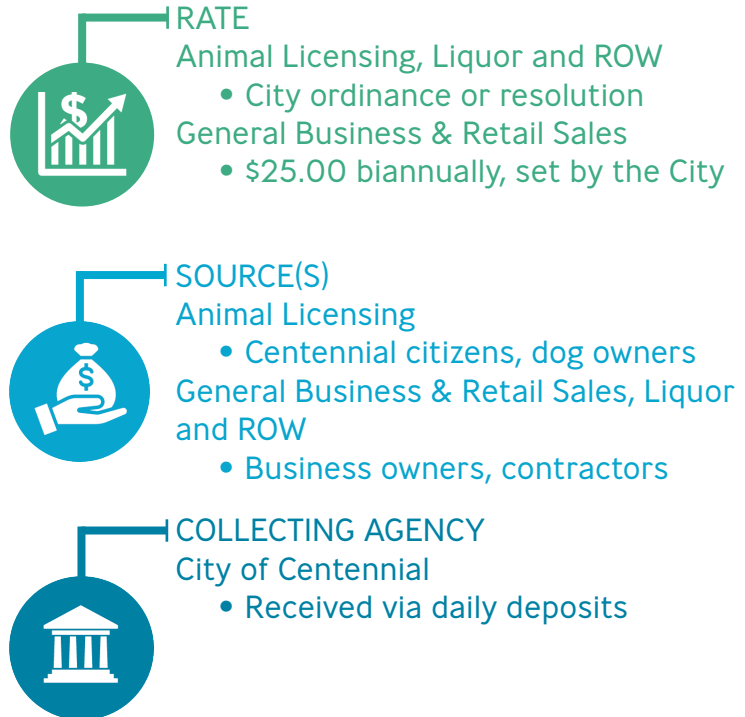 RATE
Animal Licensing, Liquor and ROW
• City ordinance or resolution
General Business & Retail Sales
• $25.00 biannually, set by the City
SOURCE(S)
Animal Licensing
• Centennial citizens, dog owners
General Business & Retail Sales, Liquor
and ROW
• Business owners, contractors
COLLECTING AGENCY
City of Centennial
• Received via daily deposits